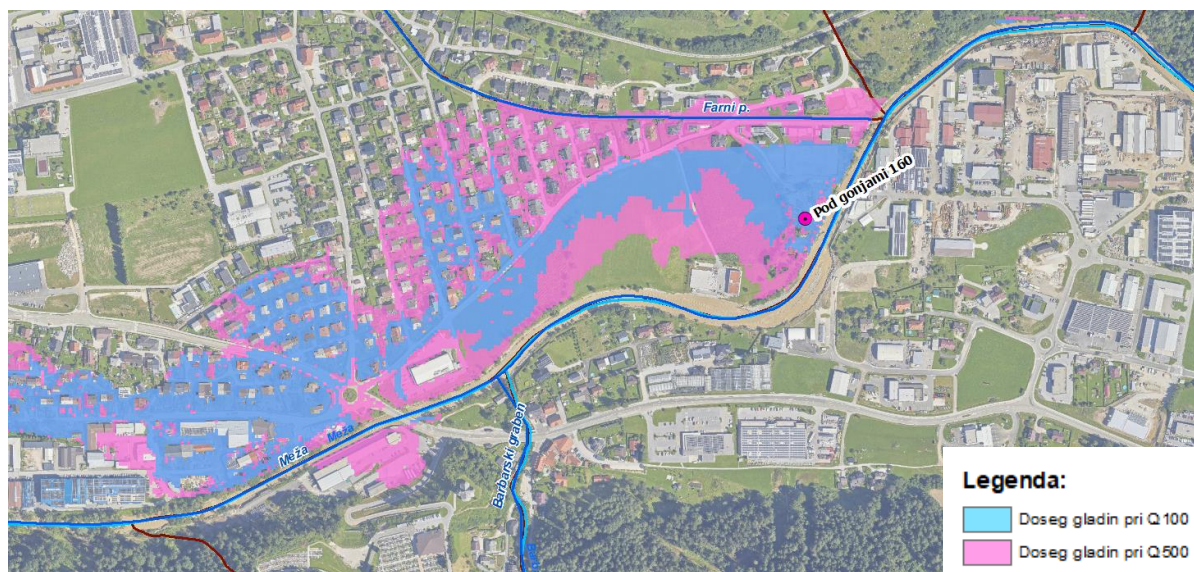 Farni p.
Pod gonjami 160
Meža
Meža
Barbarski graben
Legenda:
Doseg gladin pri Q100
Doseg gladin pri Q500